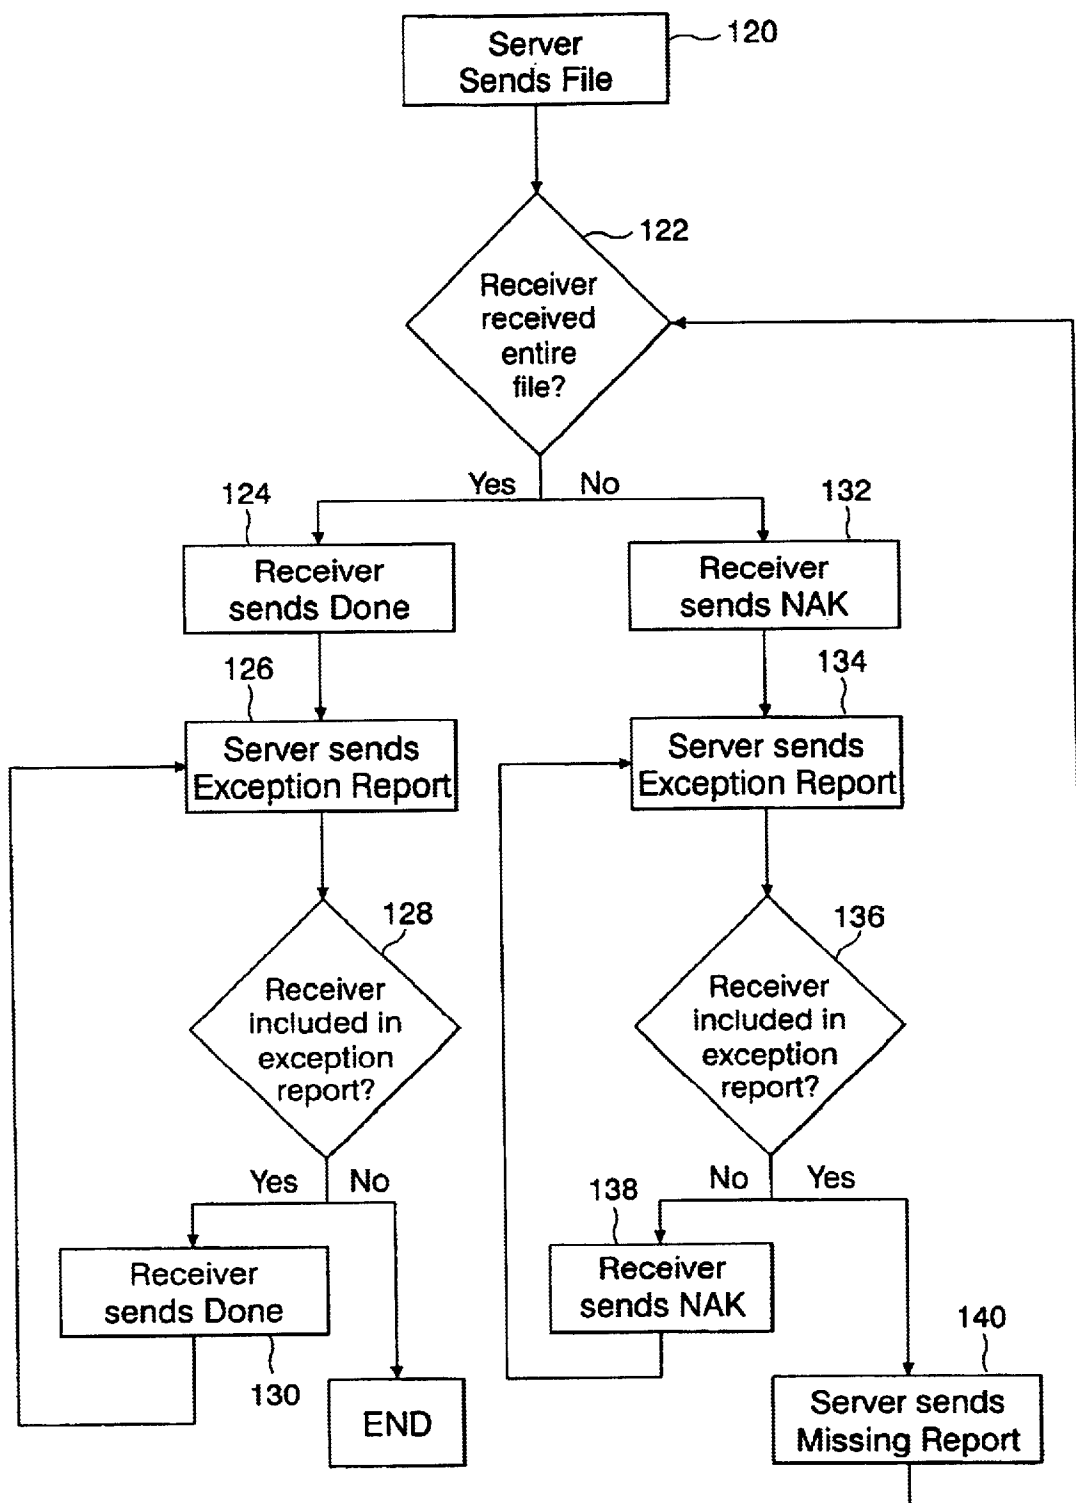 Server
Sends File
120
122
Receiver
received
entire
file?
Yes No
124
132
Receiver
sends Done
Receiver
sends NAK
126
134
Server sends
Exception Report
Server sends
Exception Report
128
136
Receiver
included in
exception
report?
Receiver
included in
exception
report?
Yes No
No Yes
138
Receiver
sends Done
Receiver
sends NAK
130
END
140
Server sends
Missing Report